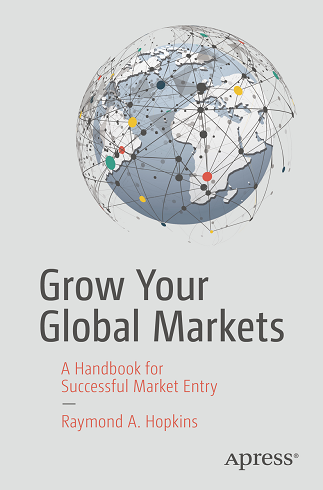 Grow Your
Global Markets
A Handbook for
Successful Market Entry
—
Raymond A. Hopkins
Apress®